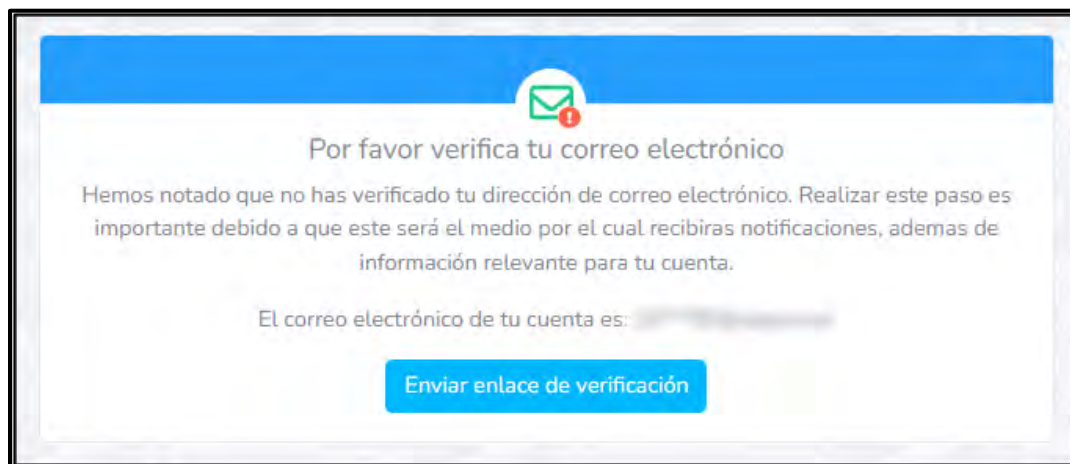 Por favor verifica tu correo electrónico
Hemos notado que no has verificado tu dirección de correo electrónico. Realizar este paso es
importante debido a que este será el medio por el cual recibiras notificaciones, ademas de
información relevante para tu cuenta.
El correo electrónico de tu cuenta es:
Enviar enlace de verificación